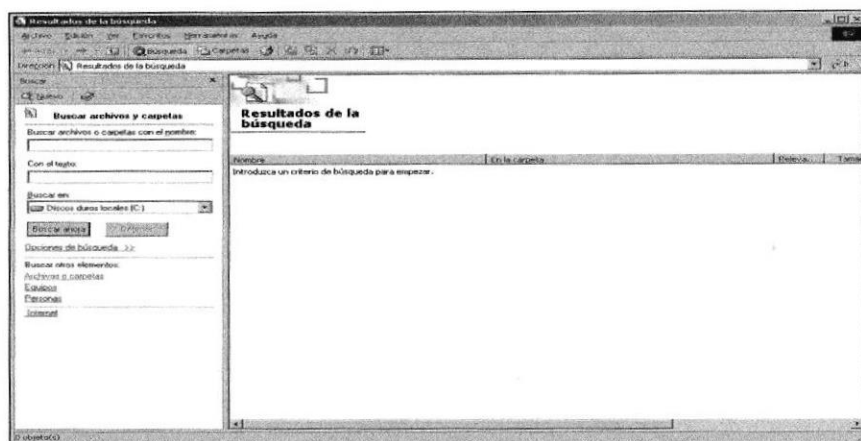 Resultados de la búsqueda
Archivo Edición Ver Favoritos Herramientas Ayuda
Búsqueda Carpetas
Dirección Resultados de la búsqueda
Buscar
Nuevo
Buscar archivos y carpetas
Buscar archivos o carpetas con el nombre:
Con el texto:
Buscar en:
Discos duros locales (C:)
Buscar ahora
Opciones de búsqueda >>
Buscar otros elementos:
Archivos o carpetas
Equipos
Personas
Internet
Resultados de la
búsqueda
Nombre En la carpeta Releva... Tama
Introduzca un criterio de búsqueda para empezar.
0 objeto(s)